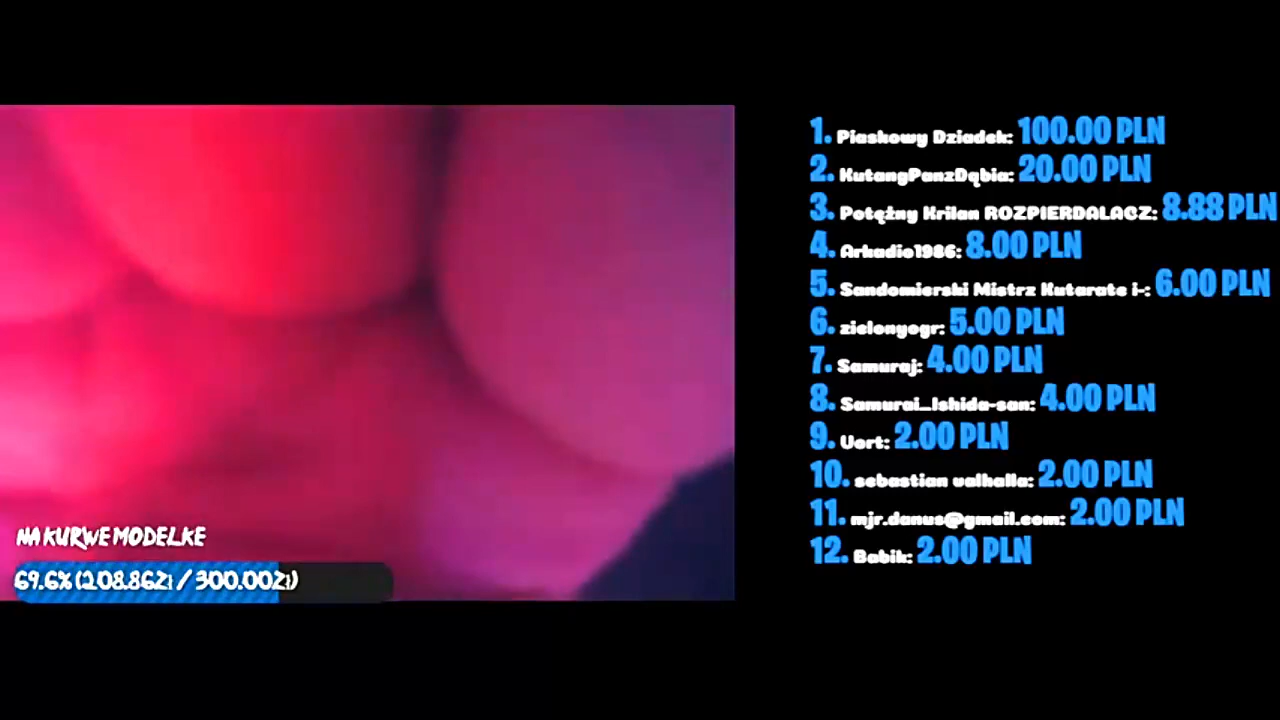 1. Piaskowy Dziadek: 100.00 PLN
2. KutangPanzDąbia: 20.00 PLN
3. Potężny Krilan ROZPIERDALACZ: 8.88 PLN
4. Arkadio1986: 8.00 PLN
5. Sandomierski Mistrz Kutarate i-: 6.00 PLN
6. zielonyogr: 5.00 PLN
7. Samuraj: 4.00 PLN
8. Samurai_Ishida-san: 4.00 PLN
9. Uort: 2.00 PLN
10. sebastian valhalla: 2.00 PLN
11. mjr.danus@gmail.com: 2.00 PLN
12. Babik: 2.00 PLN
NA KURWE MODELKE
69.6% (208.86Zł / 300.00Zł)